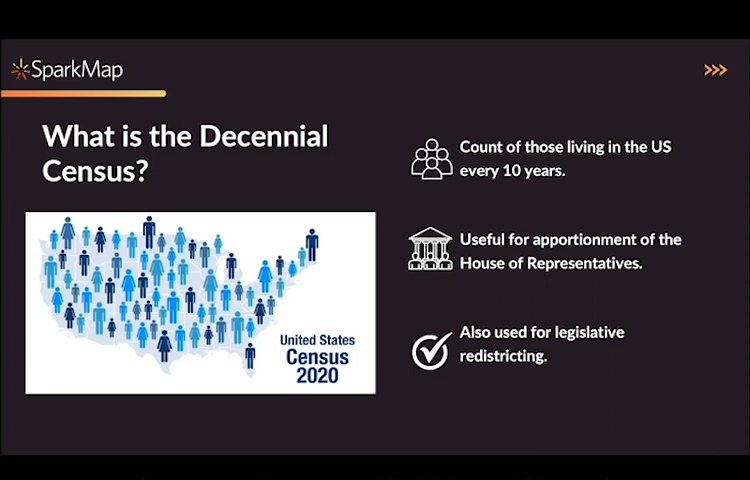 SparkMap
What is the Decennial
Census?
Count of those living in the US
every 10 years.
Useful for apportionment of the
House of Representatives.
Also used for legislative
redistricting.
United States
Census
2020